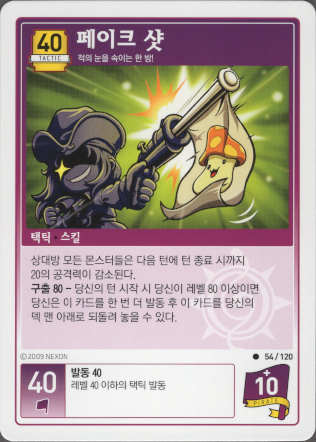 40
TACTIC
페이크 샷
적의 눈을 속이는 한 방!
택틱 · 스킬
상대방 모든 몬스터들은 다음 턴에 턴 종료 시까지
20의 공격력이 감소된다.
구출 80 – 당신의 턴 시작 시 당신이 레벨 80 이상이면
당신은 이 카드를 한 번 더 발동 후 이 카드를 당신의
덱 맨 아래로 되돌려 놓을 수 있다.
©2009 NEXON
● 54/120
40
발동 40
레벨 40 이하의 택틱 발동
+
10
PIRATE